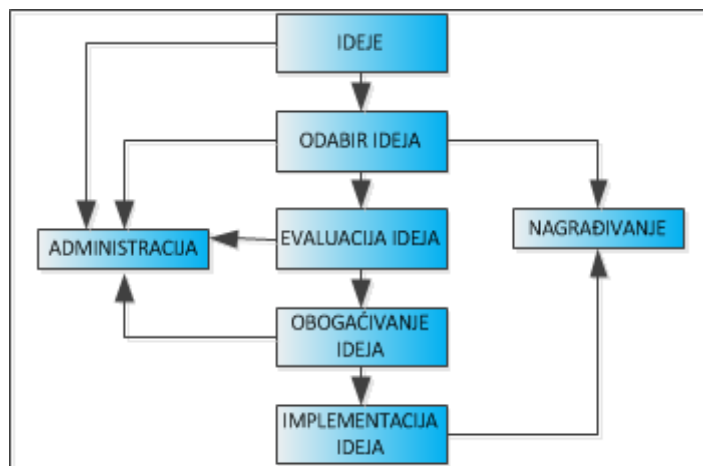 IDEJE
ODABIR IDEJA
ADMINISTRACIJA
EVALUACIJA IDEJA
NAGRAĐIVANJE
OBOGAĆIVANJE
IDEJA
IMPLEMENTACIJA
IDEJA